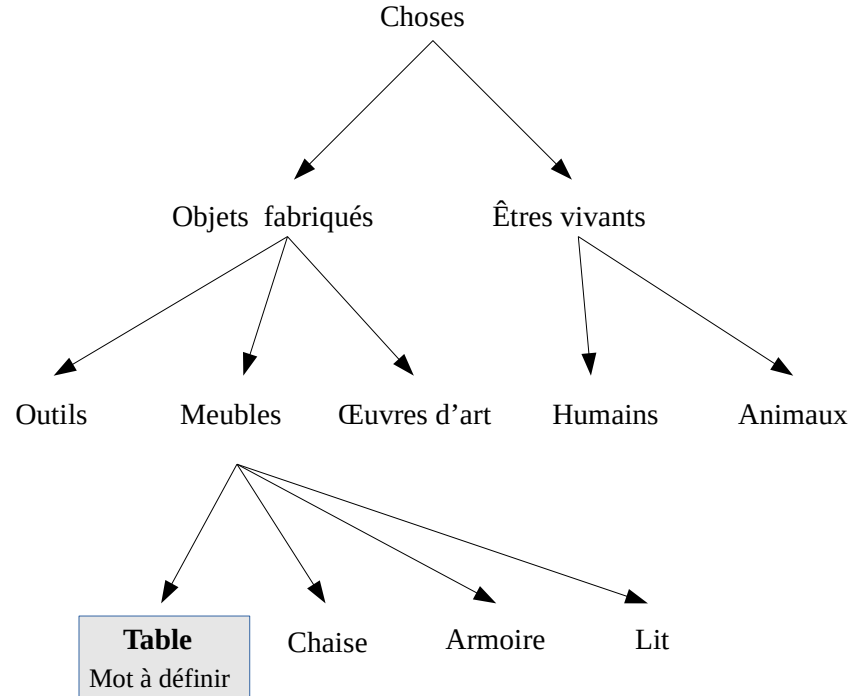 Choses
Objets fabriqués
Êtres vivants
Outils
Meubles
Œuvres d’art
Humains
Animaux
Table
Mot à définir
Chaise
Armoire
Lit